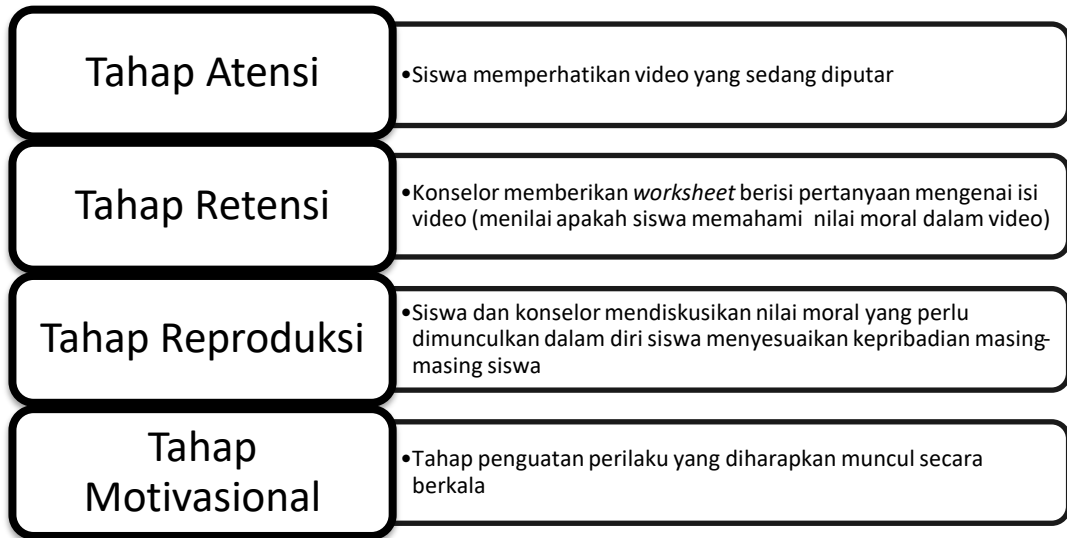 Tahap Atensi
•Siswa memperhatikan video yang sedang diputar
Tahap Retensi
•Konselor memberikan worksheet berisi pertanyaan mengenai isi
video (menilai apakah siswa memahami nilai moral dalam video)
Tahap Reproduksi
•Siswa dan konselor mendiskusikan nilai moral yang perlu
dimunculkan dalam diri siswa menyesuaikan kepribadian masing-
masing siswa
Tahap
Motivasional
•Tahap penguatan perilaku yang diharapkan muncul secara
berkala